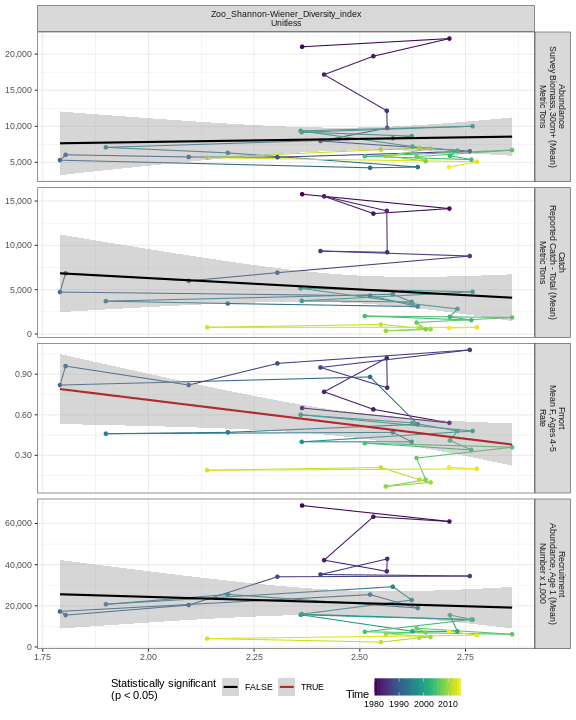 Zoo_Shannon-Wiener_Diversity_index
Unitless
20,000
15,000
10,000
5,000
Abundance
Survey Biomass, 30cm+ (Mean)
Metric Tons
15,000
10,000
5,000
0
Catch
Reported Catch - Total (Mean)
Metric Tons
0.90
0.60
0.30
Fmort
Mean F, Ages 4-5
Rate
60,000
40,000
20,000
0
Recruitment
Abundance, Age 1 (Mean)
Number x 1,000
1.75 2.00 2.25 2.50 2.75
Statistically significant
(p < 0.05)
FALSE TRUE
Time
1980 1990 2000 2010